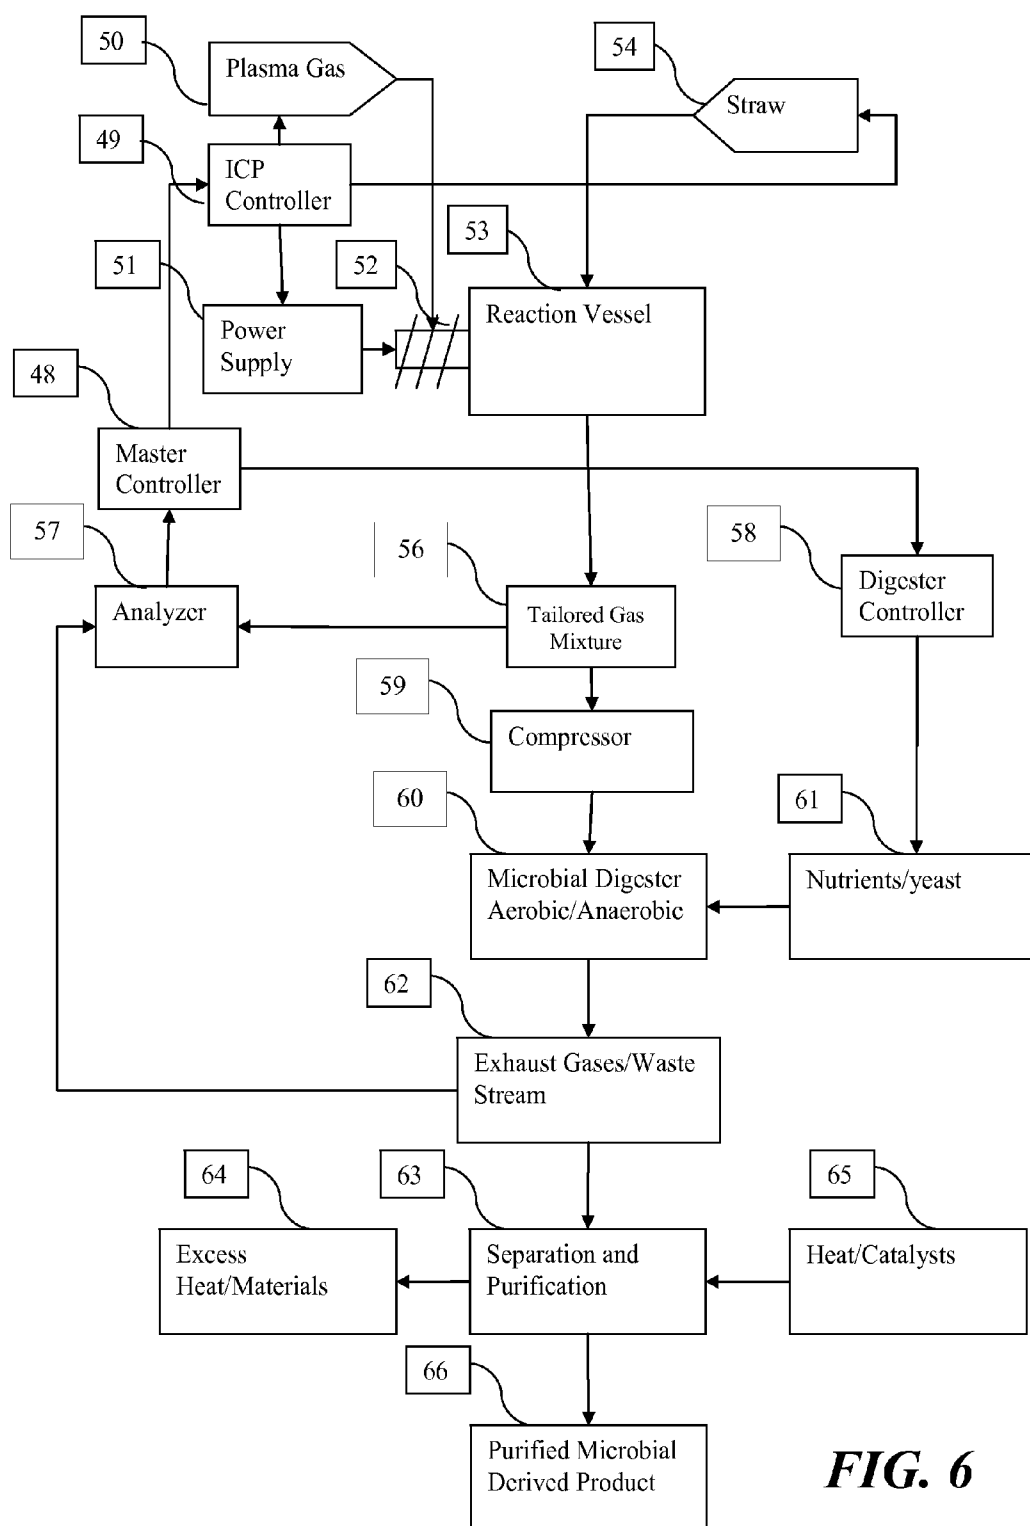 50
Plasma Gas
54
Straw
49
ICP
Controller
53
51
52
Reaction Vessel
Power
Supply
48
Master
Controller
57
56
58
Analyzer
Tailored Gas
Mixture
Digester
Controller
59
Compressor
60
61
Microbial Digester
Aerobic/Anaerobic
Nutrients/yeast
62
Exhaust Gases/Waste
Stream
64
63
65
Excess
Heat/Materials
Separation and
Purification
Heat/Catalysts
66
Purified Microbial
Derived Product
FIG. 6